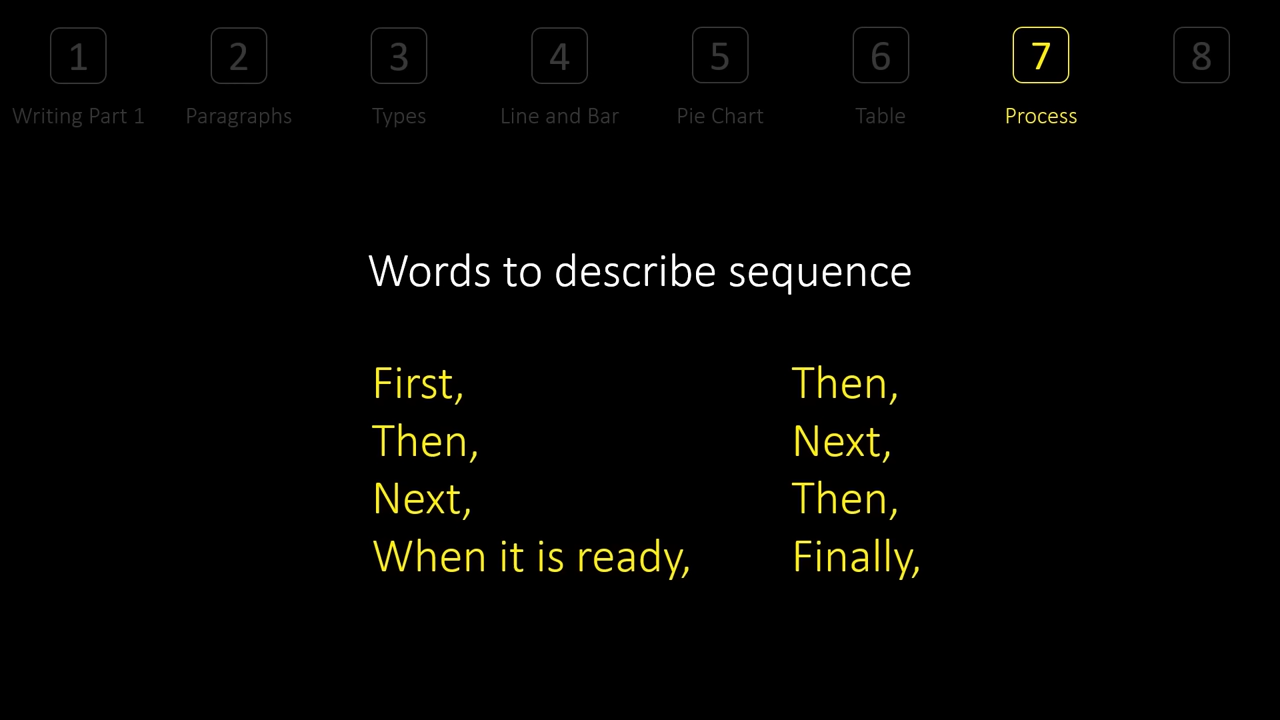 1 2 3 4 5 6 7 8
Writing Part 1 Paragraphs Types Line and Bar Pie Chart Table Process
Words to describe sequence
First,
Then,
Next,
When it is ready,
Then,
Next,
Then,
Finally,